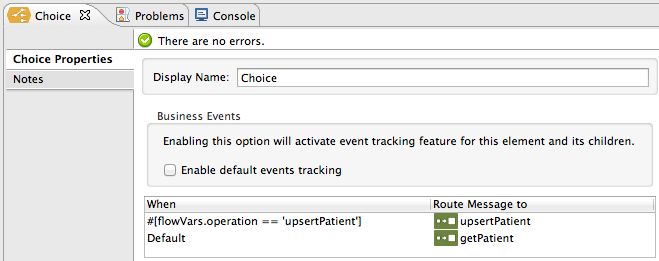 Choice Problems Console
There are no errors.
Choice Properties
Notes
Display Name: Choice
Business Events
Enabling this option will activate event tracking feature for this element and its children.
Enable default events tracking
When Route Message to
#[flowVars.operation == 'upsertPatient'] upsertPatient
Default getPatient